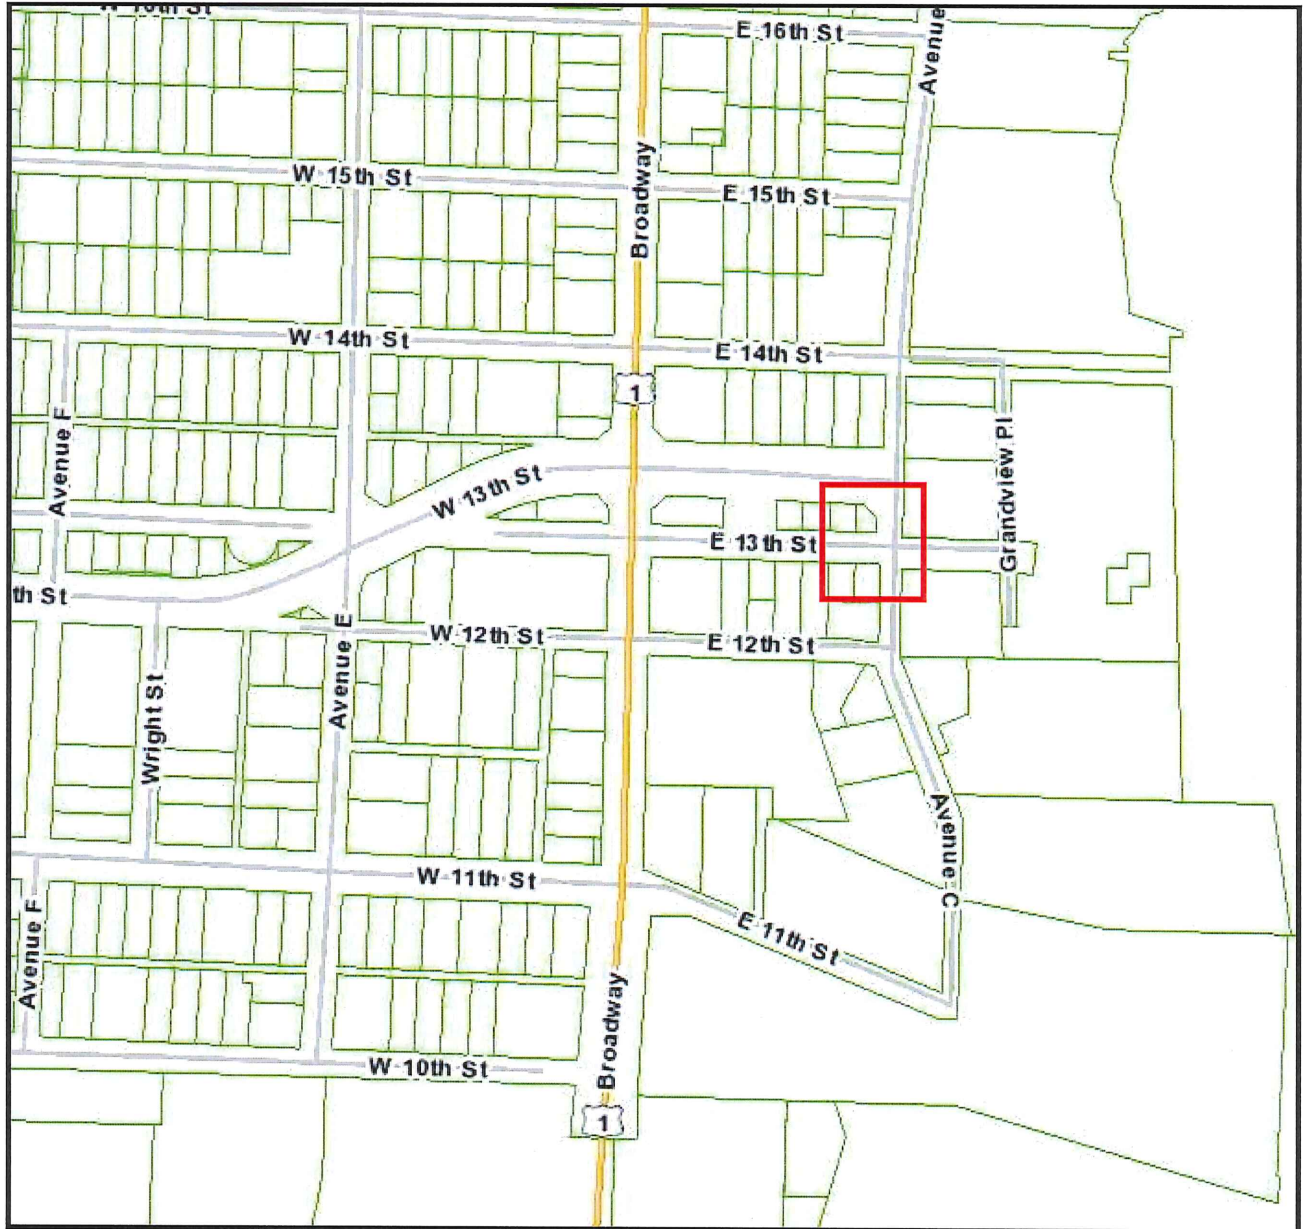 E 16th St
Avenue
W 15th St
E 15th St
Broadway
W 14th St
E 14th St
1
Avenue F
Grandview Pl
W 13th St
E 13th St
th St
W 12th St
E 12th St
Avenue E
Wright St
Avenue C
W 11th St
E 11th St
Avenue F
Broadway
W 10th St
1